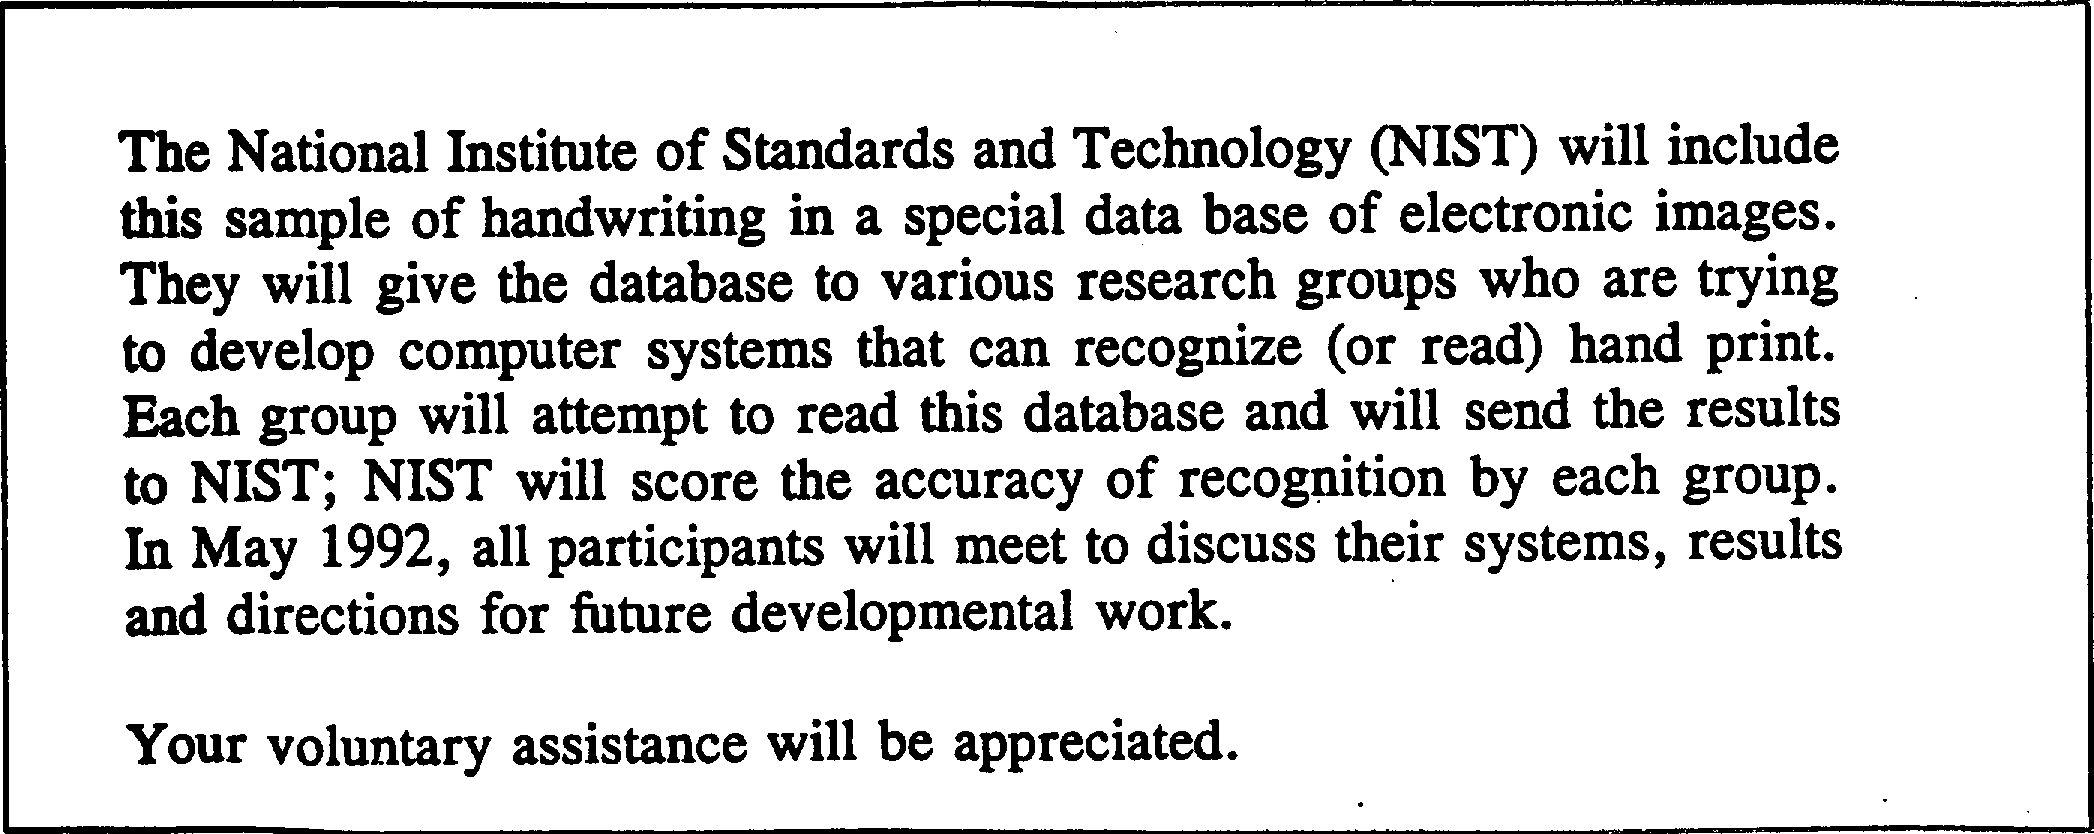 The National Institute of Standards and Technology (NIST) will include
this sample of handwriting in a special data base of electronic images.
They will give the database to various research groups who are trying
to develop computer systems that can recognize (or read) hand print.
Each group will attempt to read this database and will send the results
to NIST; NIST will score the accuracy of recognition by each group.
In May 1992, all participants will meet to discuss their systems, results
and directions for future developmental work.
Your voluntary assistance will be appreciated.